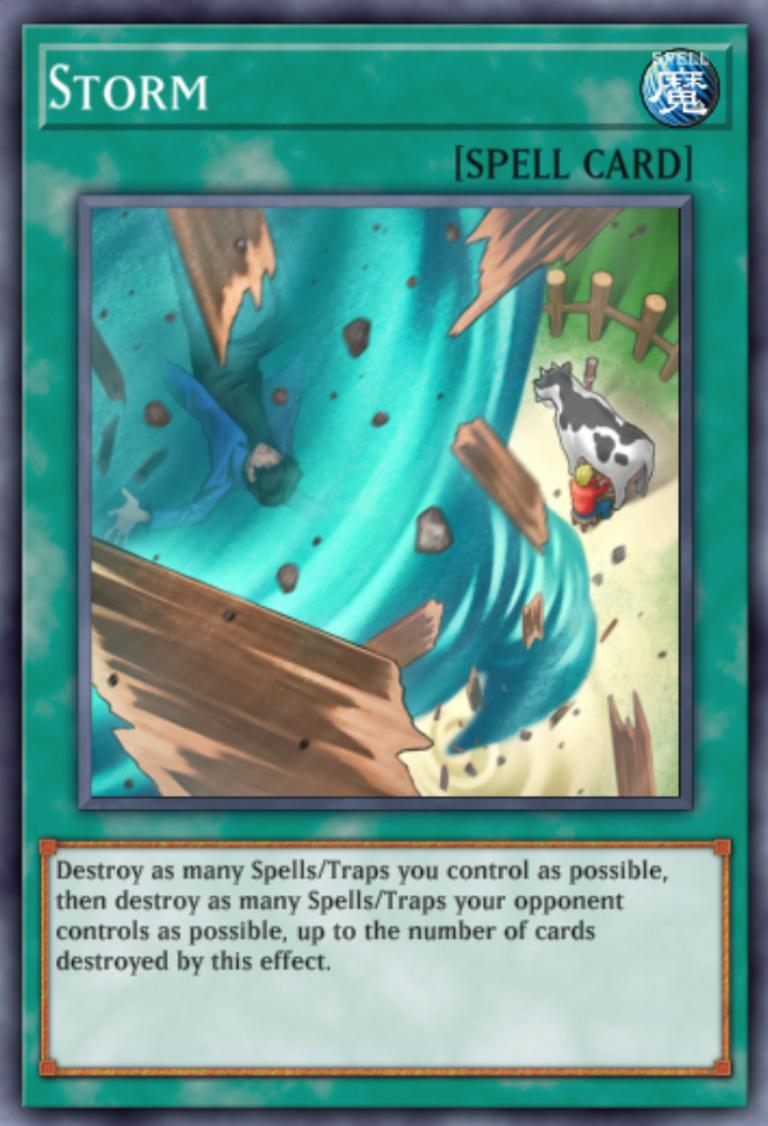 STORM
SPELL
魔
[SPELL CARD]
Destroy as many Spells/Traps you control as possible,
then destroy as many Spells/Traps your opponent
controls as possible, up to the number of cards
destroyed by this effect.